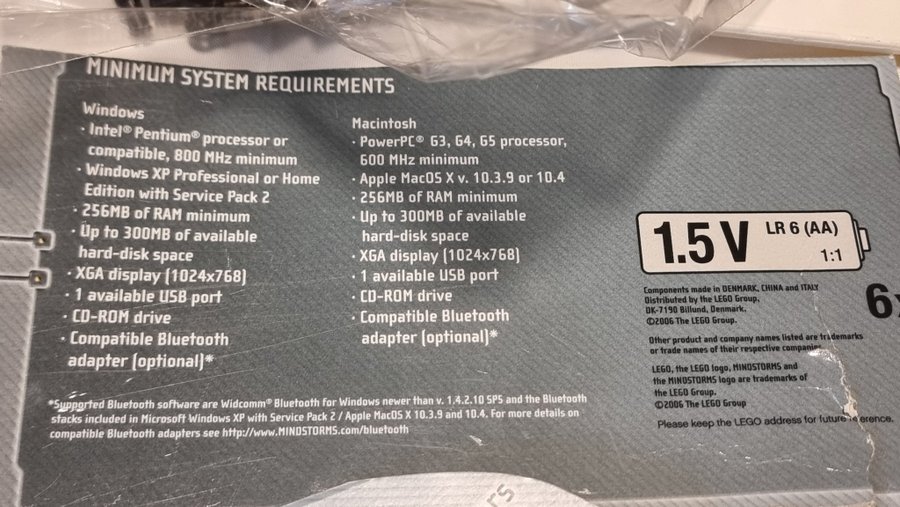 MINIMUM SYSTEM REQUIREMENTS
Windows
· Intel® Pentium® processor or
compatible, 800 MHz minimum
· Windows XP Professional or Home
Edition with Service Pack 2
· 256MB of RAM minimum
· Up to 300MB of available
hard-disk space
· XGA display (1024x768)
· 1 available USB port
· CD-ROM drive
· Compatible Bluetooth
adapter (optional)*
Macintosh
· PowerPC® G3, G4, G5 processor,
600 MHz minimum
· Apple MacOS X v. 10.3.9 or 10.4
· 256MB of RAM minimum
· Up to 300MB of available
hard-disk space
· XGA display (1024x768)
· 1 available USB port
· CD-ROM drive
· Compatible Bluetooth
adapter (optional)*
*Supported Bluetooth software are Widcomm® Bluetooth for Windows newer than v. 1.4.2.10 SP5 and the Bluetooth
stacks included in Microsoft Windows XP with Service Pack 2 / Apple MacOS X 10.3.9 and 10.4. For more details on
compatible Bluetooth adapters see http://www.MINDSTORMS.com/bluetooth
1.5 V LR 6 (AA)
1:1
6x
Components made in DENMARK, CHINA and ITALY
Distributed by the LEGO Group,
DK-7190 Billund, Denmark.
©2006 The LEGO Group.
Other product and company names listed are trademarks
or trade names of their respective companies.
LEGO, the LEGO logo, MINDSTORMS and
the MINDSTORMS logo are trademarks of
the LEGO Group.
©2006 The LEGO Group
Please keep the LEGO address for future reference.